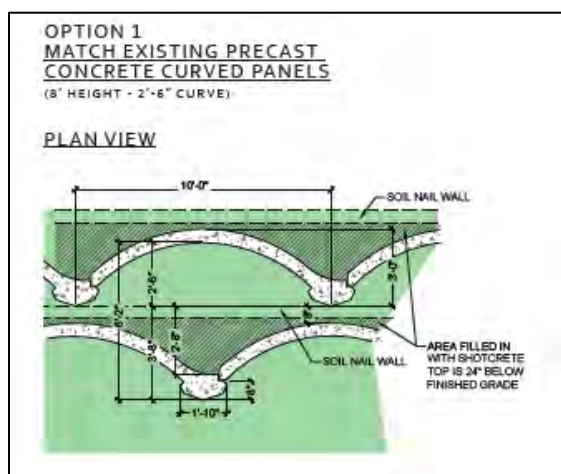 OPTION 1
MATCH EXISTING PRECAST
CONCRETE CURVED PANELS
(8' HEIGHT - 2'-6" CURVE)
PLAN VIEW
10'-0"
SOIL NAIL WALL
3'-0"
2'-6"
6'-2"
2'-8"
SOIL NAIL WALL
AREA FILLED IN
WITH SHOTCRETE
TOP IS 24" BELOW
FINISHED GRADE
8"
1'-10"